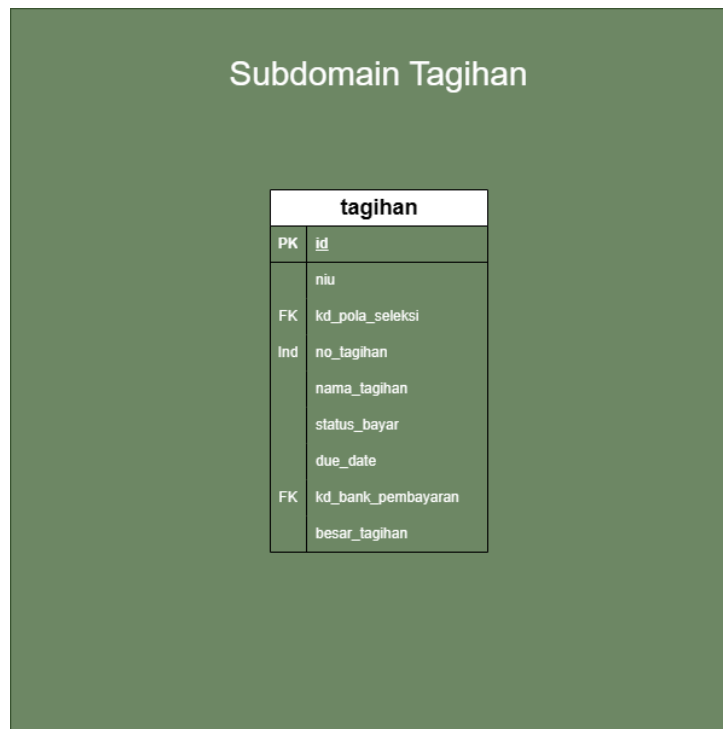 Subdomain Tagihan
tagihan
PK id
niu
FK kd_pola_seleksi
Ind no_tagihan
nama_tagihan
status_bayar
due_date
FK kd_bank_pembayaran
besar_tagihan